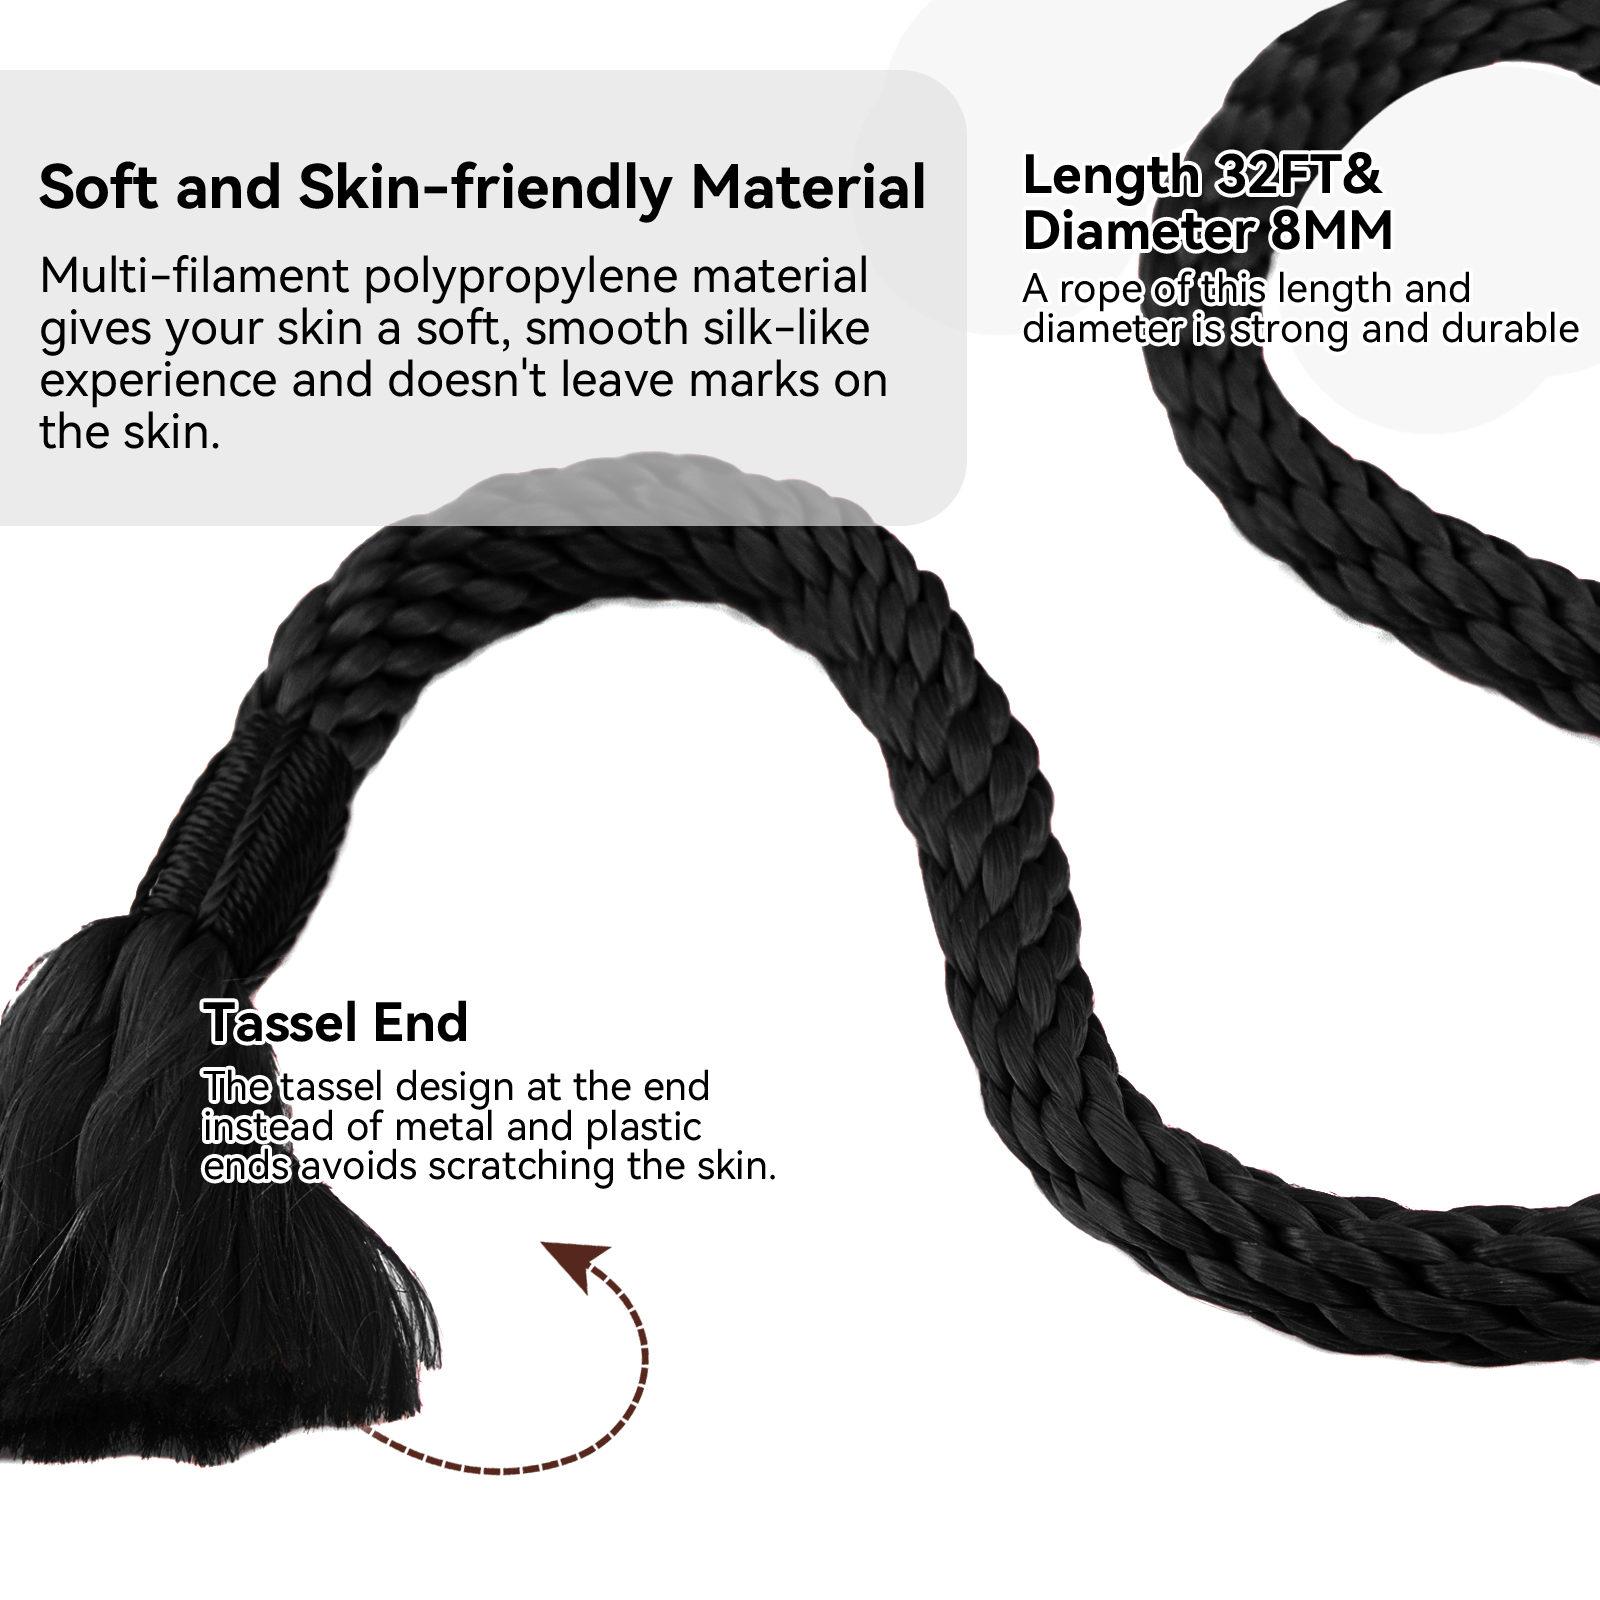 Soft and Skin-friendly Material
Multi-filament polypropylene material
gives your skin a soft, smooth silk-like
experience and doesn't leave marks on
the skin.
Length 32FT&
Diameter 8MM
A rope of this length and
diameter is strong and durable
Tassel End
The tassel design at the end
instead of metal and plastic
ends avoids scratching the skin.